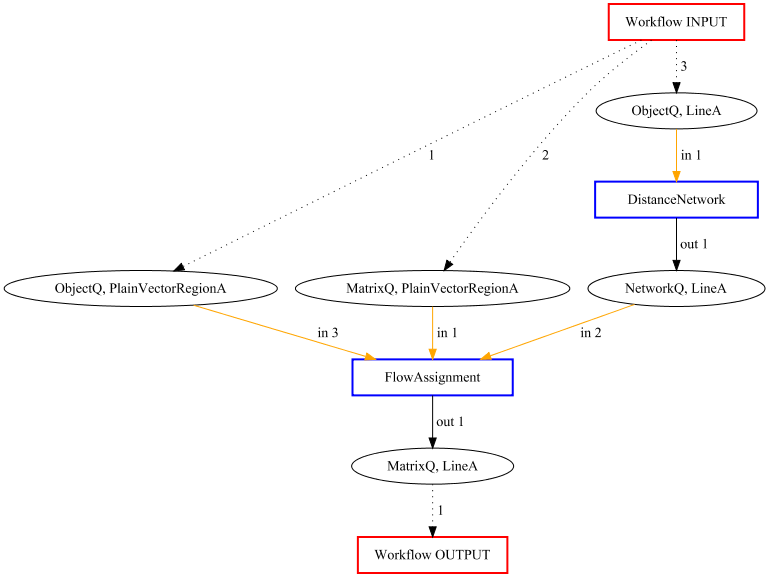 Workflow INPUT
3
ObjectQ, LineA
1
2
in 1
DistanceNetwork
out 1
ObjectQ, PlainVectorRegionA
MatrixQ, PlainVectorRegionA
NetworkQ, LineA
in 3
in 1
in 2
FlowAssignment
out 1
MatrixQ, LineA
1
Workflow OUTPUT